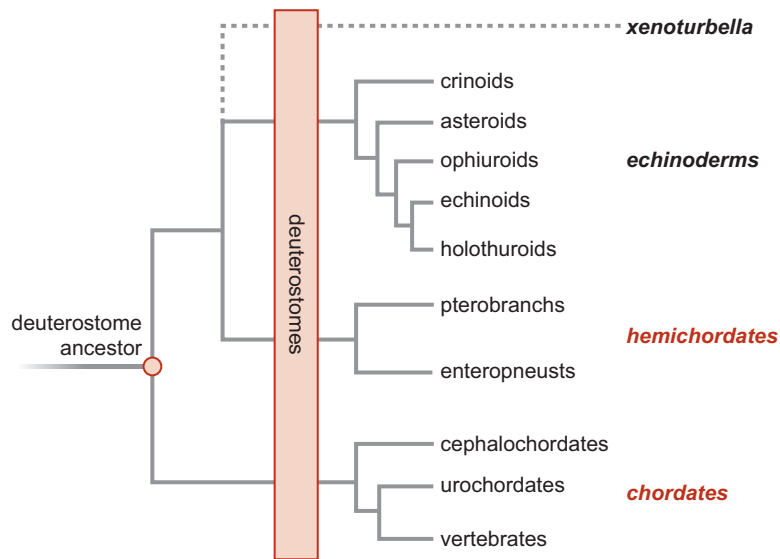 xenoturbella
crinoids
asteroids
ophiuroids
echinoderms
echinoids
holothuroids
deuterostomes
pterobranchs
deuterostome
ancestor
hemichordates
enteropneusts
cephalochordates
urochordates
chordates
vertebrates